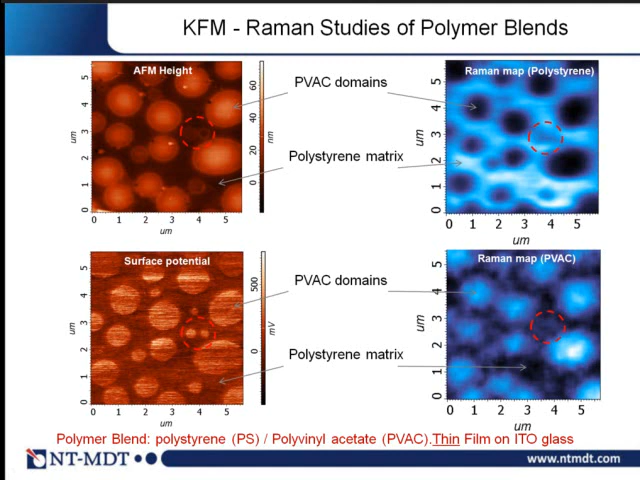 KFM - Raman Studies of Polymer Blends
AFM Height
Raman map (Polystyrene)
PVAC domains
Polystyrene matrix
5
4
3
2
1
0
um
0 1 2 3 4 5
um
60
40
20
0
nm
5
4
3
2
1
0
um
0 1 2 3 4 5
um
Surface potential
Raman map (PVAC)
PVAC domains
Polystyrene matrix
5
4
3
2
1
0
um
0 1 2 3 4 5
um
500
0
mV
5
4
3
2
1
0
um
0 1 2 3 4 5
um
Polymer Blend: polystyrene (PS) / Polyvinyl acetate (PVAC).Thin Film on ITO glass
NT-MDT
www.ntmdt.com